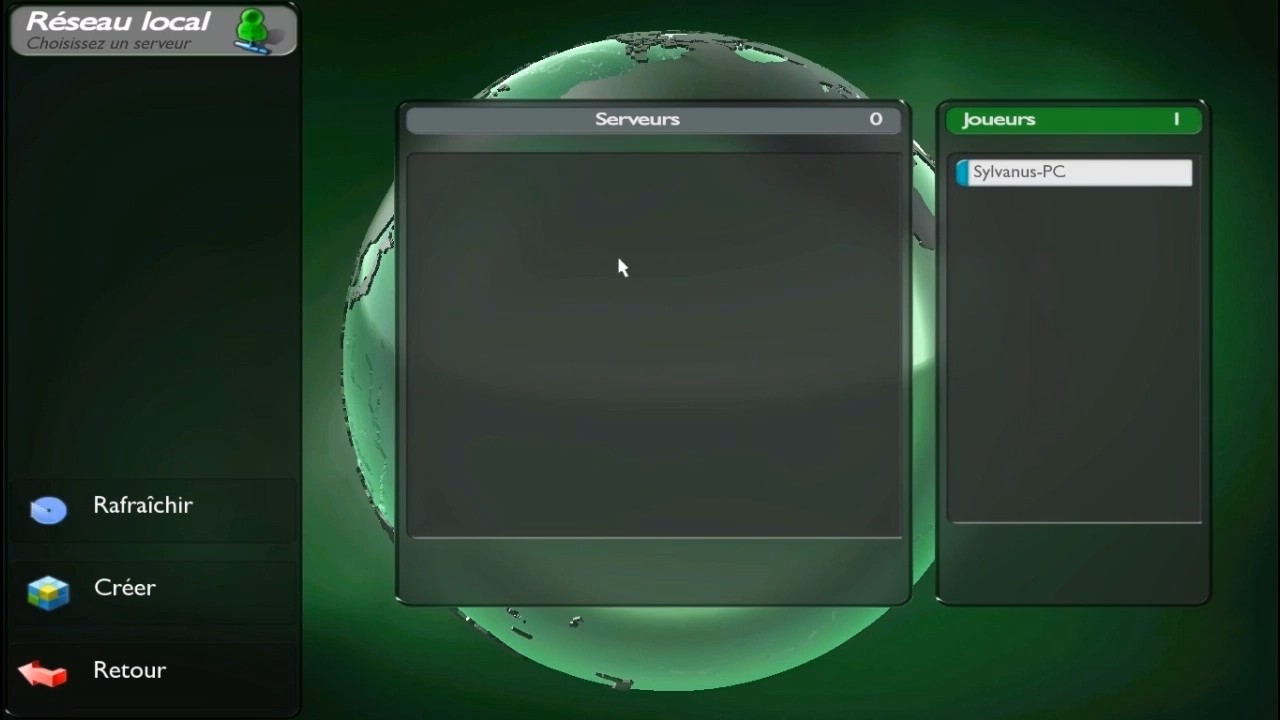 Réseau local
Choisissez un serveur
Serveurs 0
Joueurs 1
Sylvanus-PC
Rafraîchir
Créer
Retour